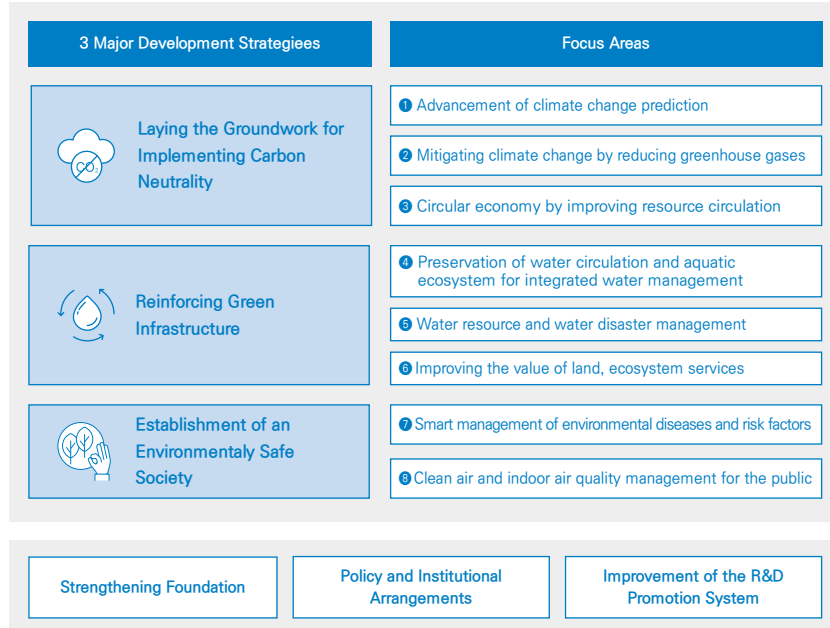 3 Major Development Strategiees
Focus Areas
Laying the Groundwork for
Implementing Carbon
Neutrality
CO2
❶ Advancement of climate change prediction
❷ Mitigating climate change by reducing greenhouse gases
❸ Circular economy by improving resource circulation
Reinforcing Green
Infrastructure
❹ Preservation of water circulation and aquatic
ecosystem for integrated water management
❺ Water resource and water disaster management
❻ Improving the value of land, ecosystem services
Establishment of an
Environmentaly Safe
Society
❼ Smart management of environmental diseases and risk factors
❽ Clean air and indoor air quality management for the public
Strengthening Foundation
Policy and Institutional
Arrangements
Improvement of the R&D
Promotion System